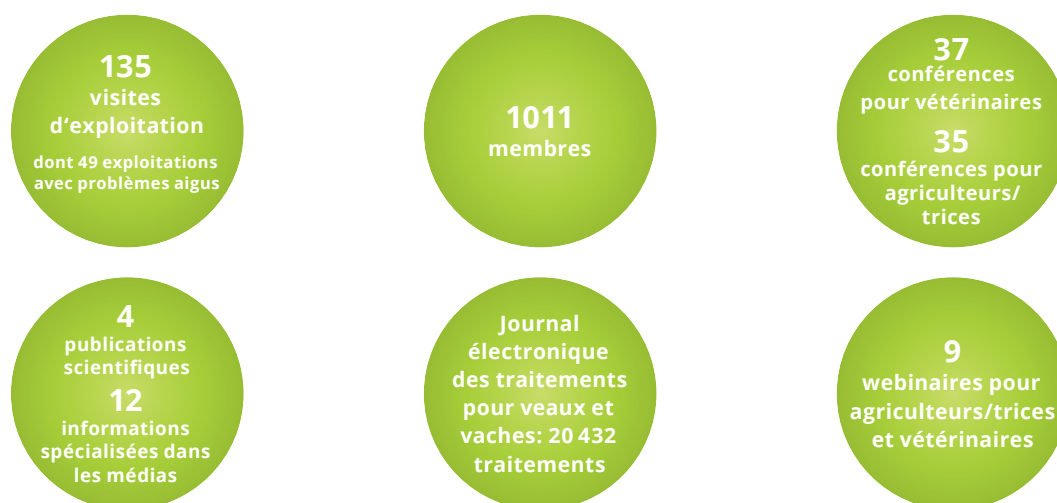 135
visites
d‘exploitation
dont 49 exploitations
avec problèmes aigus
1011
membres
37
conférences
pour vétérinaires
35
conférences pour
agriculteurs/
trices
4
publications
scientifiques
12
informations
spécialisées dans
les médias
Journal
électronique
des traitements
pour veaux et
vaches: 20 432
traitements
9
webinaires pour
agriculteurs/trices
et vétérinaires